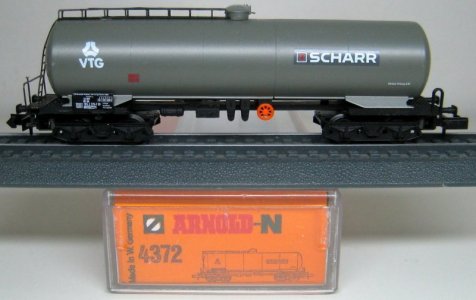 VTG
SCHARR
ARNOLD-N
4372
Made in W. Germany